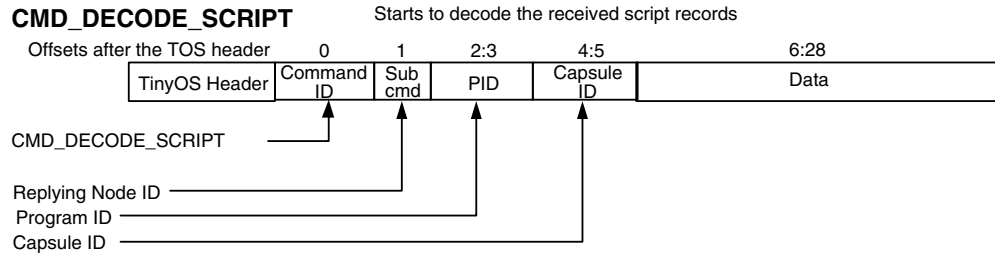 CMD_DECODE_SCRIPT
Starts to decode the received script records
Offsets after the TOS header 0 1 2:3 4:5 6:28
TinyOS Header
Command ID
Sub cmd
PID
Capsule ID
Data
CMD_DECODE_SCRIPT
Replying Node ID
Program ID
Capsule ID